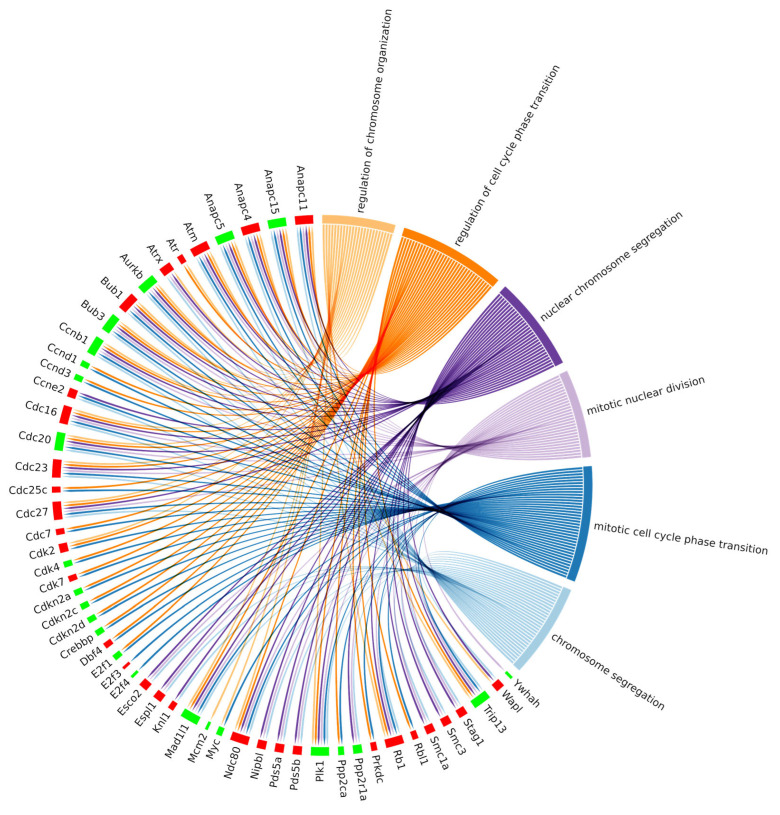 regulation of chromosome organization
regulation of cell cycle phase transition
nuclear chromosome segregation
mitotic nuclear division
mitotic cell cycle phase transition
chromosome segregation
Anapc11
Anapc15
Anapc4
Anapc5
Atm
Atr
Atrx
Aurkb
Bub1
Bub3
Ccnb1
Ccnd1
Ccnd3
Ccne2
Cdc16
Cdc20
Cdc23
Cdc25c
Cdc27
Cdc7
Cdk2
Cdk4
Cdk7
Cdkn2a
Cdkn2c
Cdkn2d
Crebbp
Dbf4
E2f1
E2f3
E2f4
Esco2
Espl1
Knl1
Mad1l1
Mcm2
Myc
Ndc80
Nipbl
Pds5a
Pds5b
Plk1
Ppp2ca
Ppp2r1a
Prkdc
Rb1
Rbl1
Smc1a
Smc3
Stag1
Trip13
Wapl
Ywhah